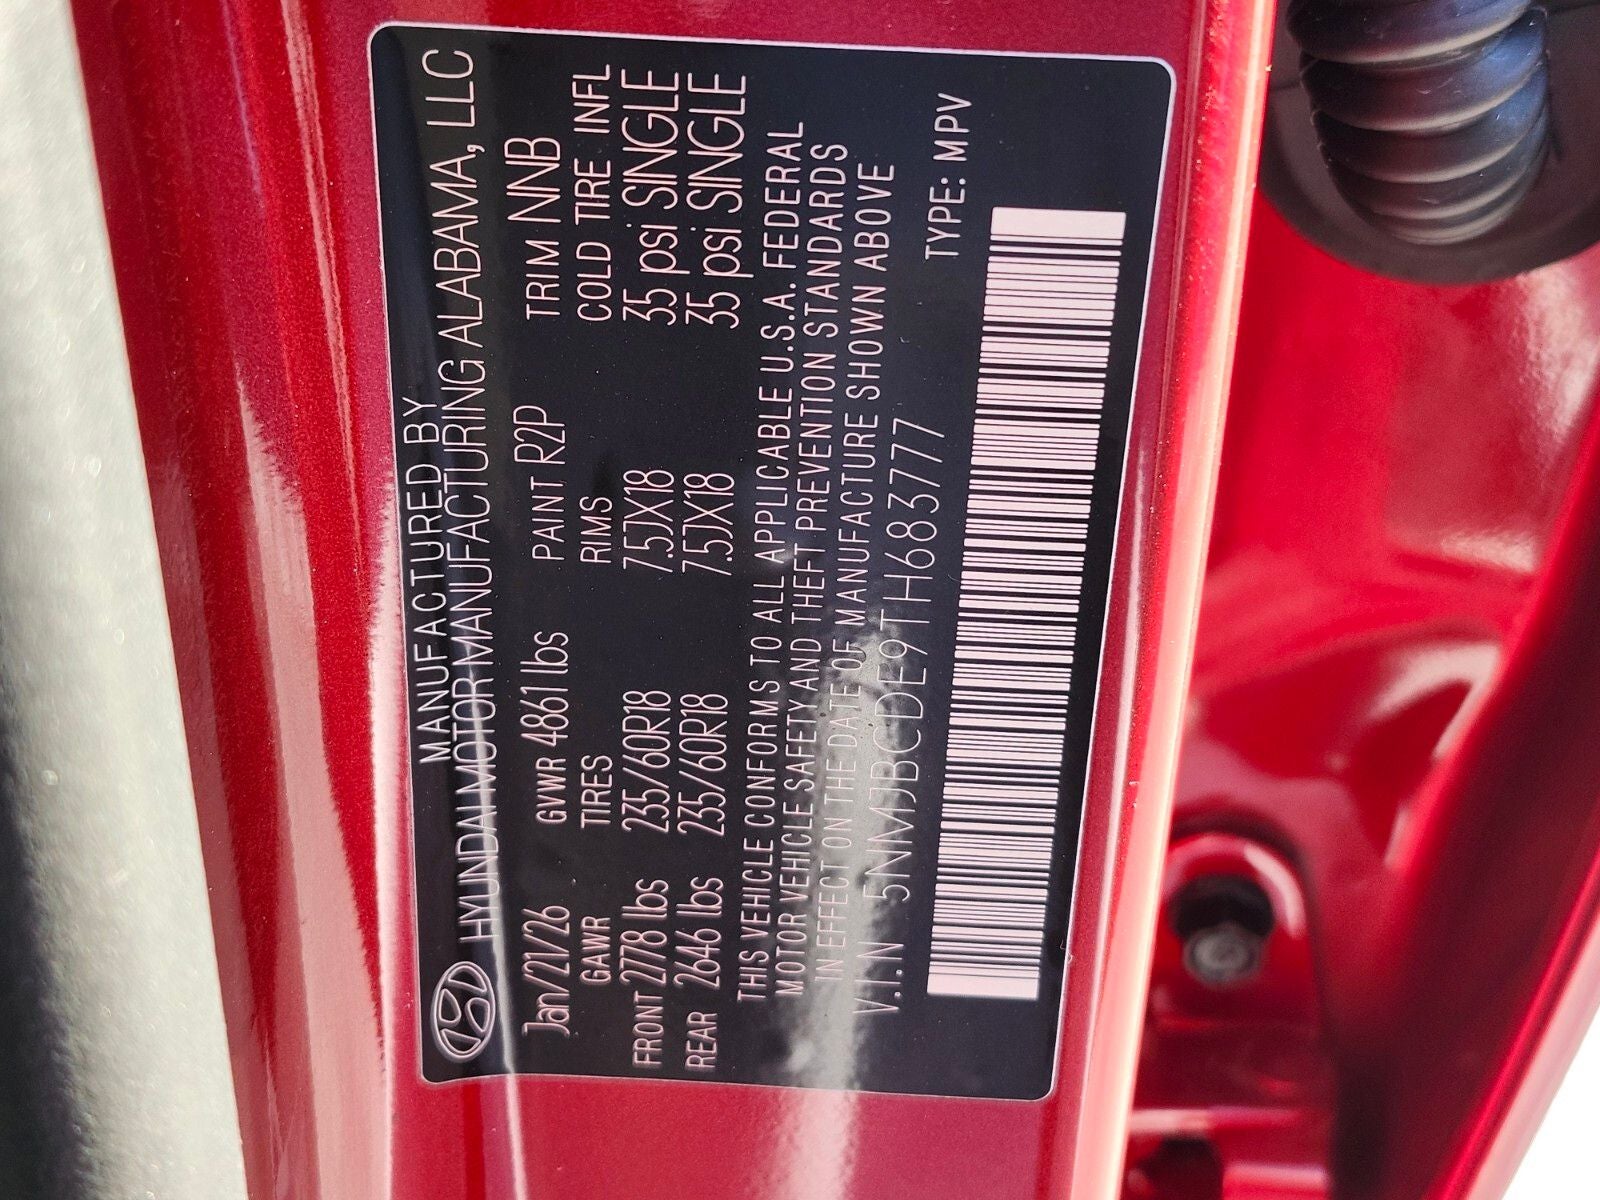 MANUFACTURED BY
HYUNDAI MOTOR MANUFACTURING ALABAMA, LLC
Jan/21/26 GVWR 4861 lbs PAINT R2P TRIM NNB
GAWR TIRES RIMS COLD TIRE INFL
FRONT 2778 lbs 235/60R18 7.5JX18 35 psi SINGLE
REAR 2646 lbs 235/60R18 7.5JX18 35 psi SINGLE
THIS VEHICLE CONFORMS TO ALL APPLICABLE U.S.A. FEDERAL
MOTOR VEHICLE SAFETY AND THEFT PREVENTION STANDARDS
IN EFFECT ON THE DATE OF MANUFACTURE SHOWN ABOVE
V.I.N 5NMJBCDE9TH683777 TYPE: MPV